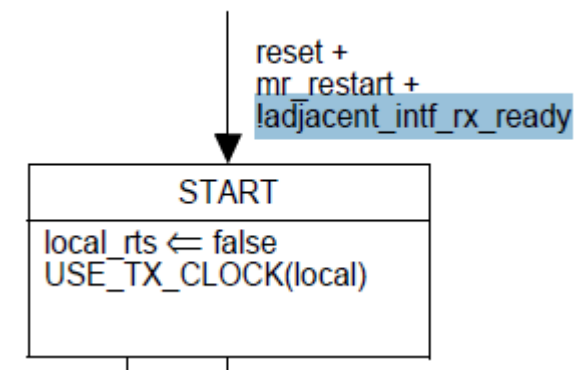 reset +
mr_restart +
!adjacent_intf_rx_ready
START
local_rts ⇐ false
USE_TX_CLOCK(local)